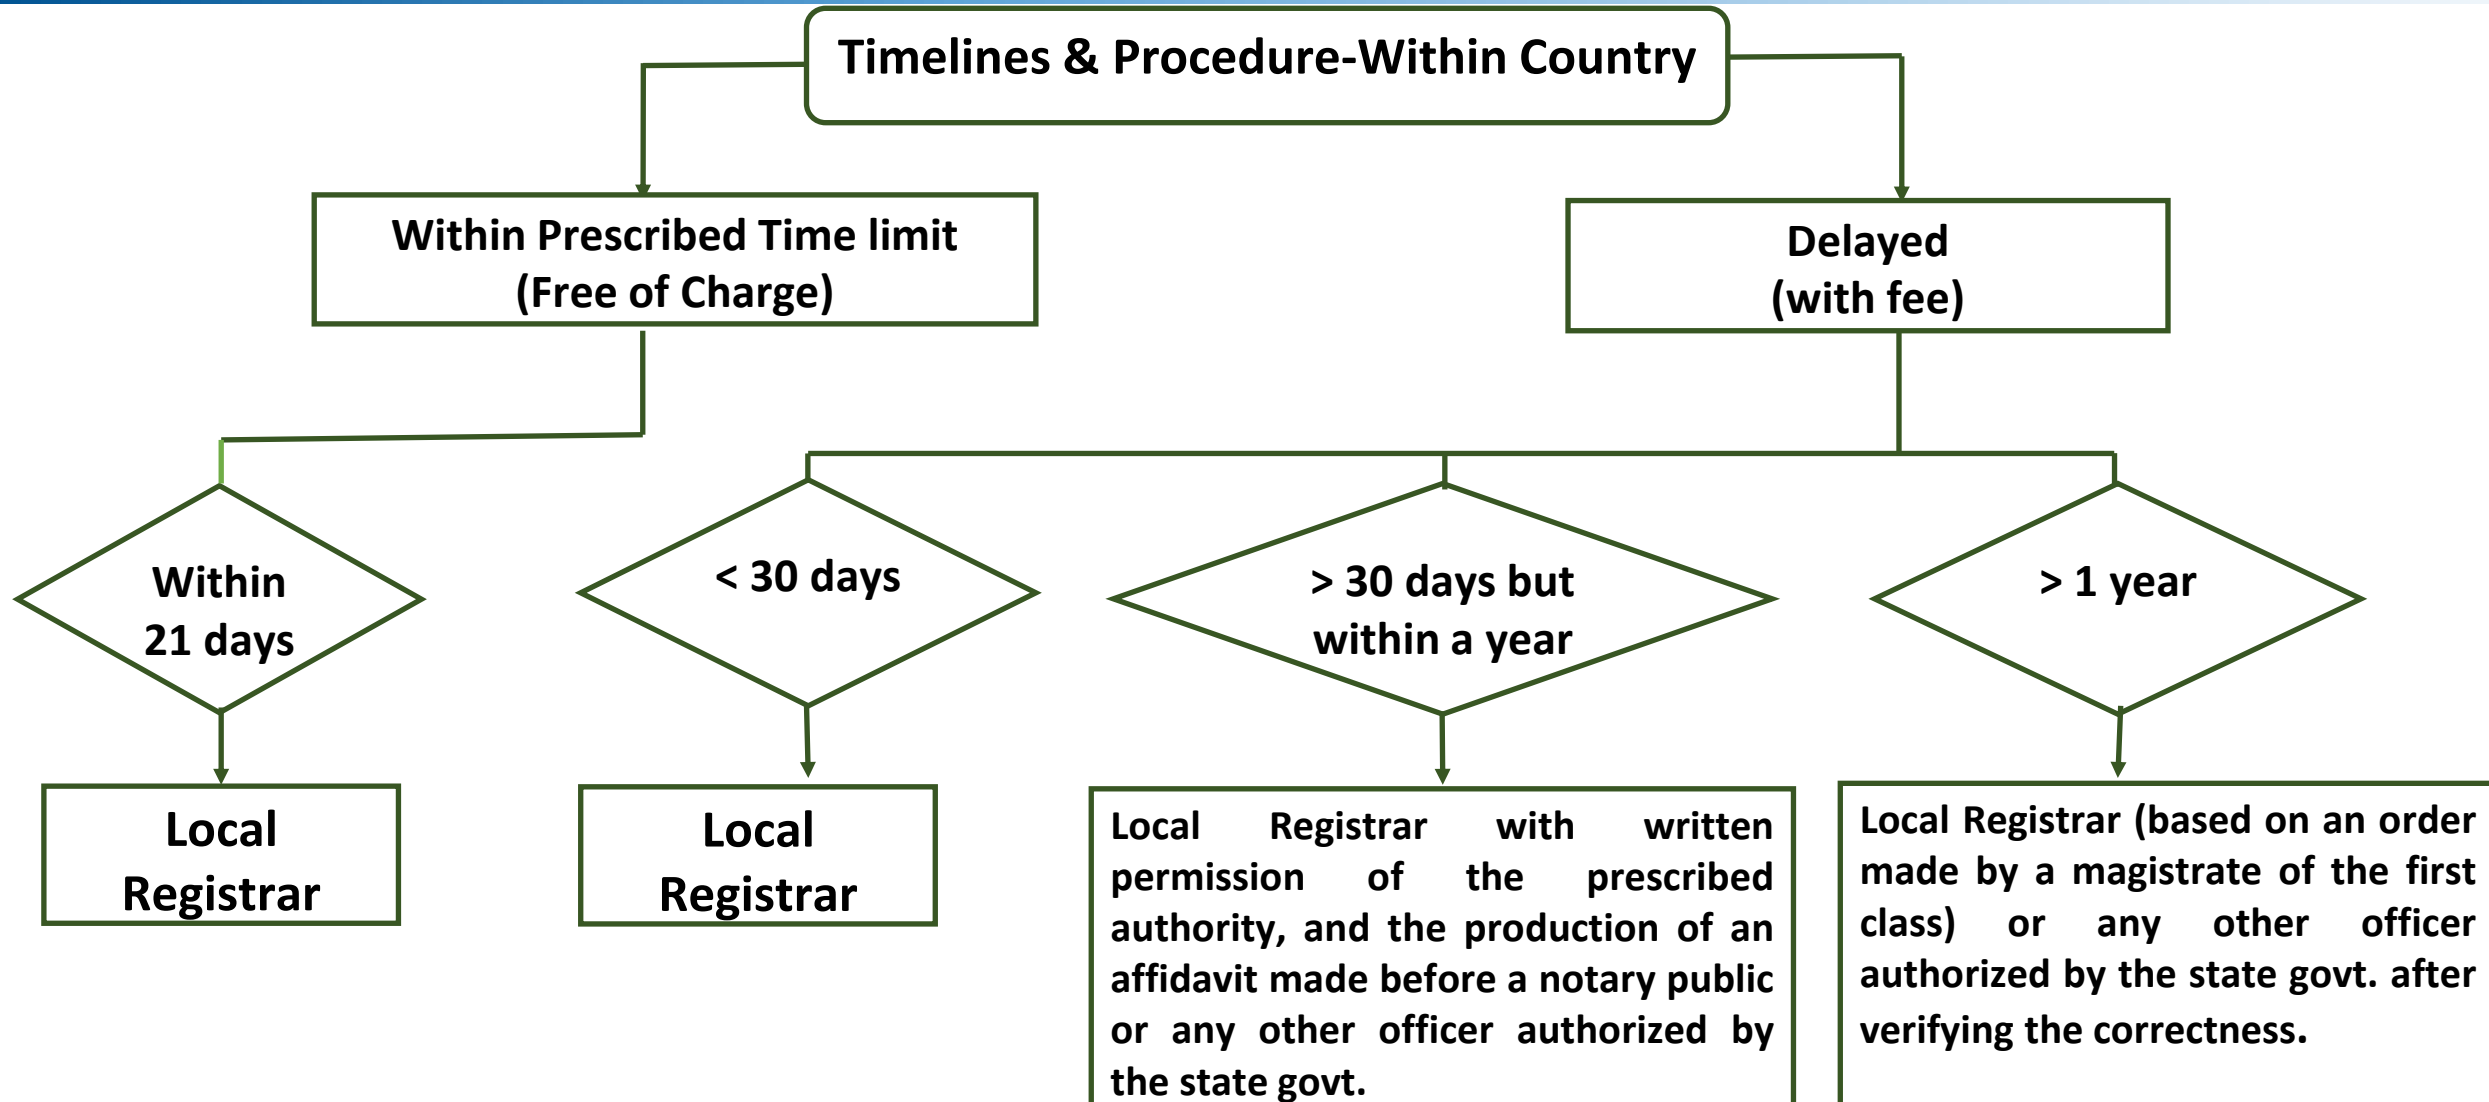 Timelines & Procedure-Within Country
Within Prescribed Time limit
(Free of Charge)
Delayed
(with fee)
Within
21 days
< 30 days
> 30 days but
within a year
> 1 year
Local
Registrar
Local
Registrar
Local Registrar with written
permission of the prescribed
authority, and the production of an
affidavit made before a notary public
or any other officer authorized by
the state govt.
Local Registrar (based on an order
made by a magistrate of the first
class) or any other officer
authorized by the state govt. after
verifying the correctness.